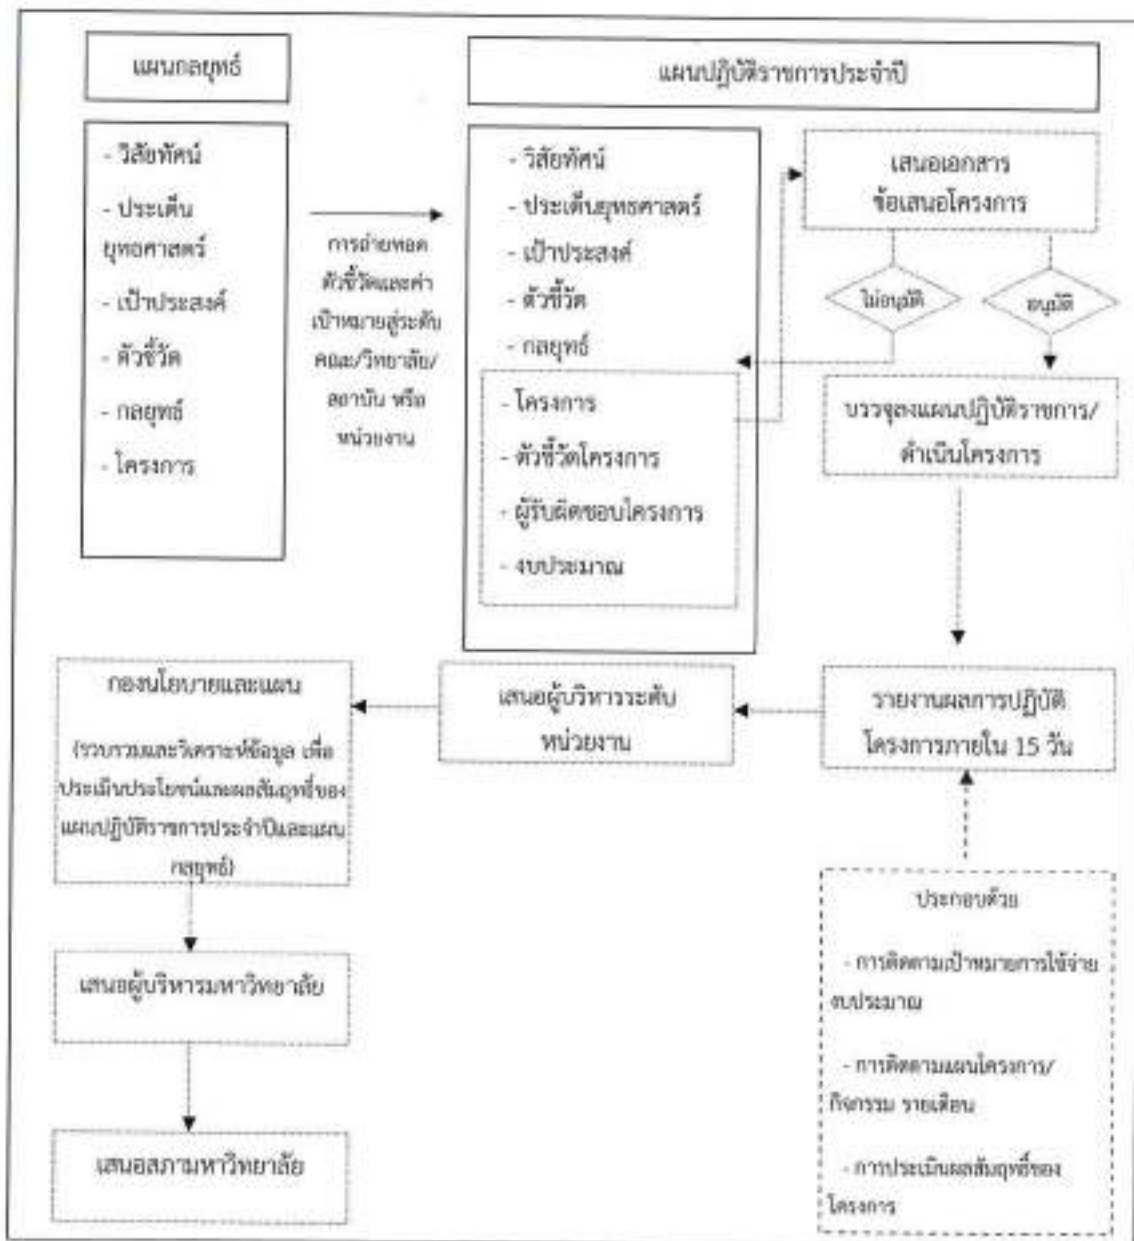 แผนกลยุทธ์
แผนปฏิบัติราชการประจำปี
- วิสัยทัศน์
- ประเด็น
ยุทธศาสตร์
- เป้าประสงค์
- ตัวชี้วัด
- กลยุทธ์
- โครงการ
การถ่ายทอด
ตัวชี้วัดและค่า
เป้าหมายสู่ระดับ
คณะ/วิทยาลัย/
สถาบัน หรือ
หน่วยงาน
- วิสัยทัศน์
- ประเด็นยุทธศาสตร์
- เป้าประสงค์
- ตัวชี้วัด
- กลยุทธ์
- โครงการ
- ตัวชี้วัดโครงการ
- ผู้รับผิดชอบโครงการ
- งบประมาณ
เสนอเอกสาร
ข้อเสนอโครงการ
ไม่อนุมัติ
อนุมัติ
บรรจุลงแผนปฏิบัติราชการ/
ดำเนินโครงการ
รายงานผลการปฏิบัติ
โครงการภายใน 15 วัน
เสนอผู้บริหารระดับ
หน่วยงาน
กองนโยบายและแผน
(รวบรวมและวิเคราะห์ข้อมูล เพื่อ
ประเมินประโยชน์และผลสัมฤทธิ์ของ
แผนปฏิบัติราชการประจำปีและแผน
กลยุทธ์)
เสนอผู้บริหารมหาวิทยาลัย
เสนอสภามหาวิทยาลัย
ประกอบด้วย
- การติดตามเป้าหมายการใช้จ่าย
งบประมาณ
- การติดตามแผนโครงการ/
กิจกรรม รายเดือน
- การประเมินผลสัมฤทธิ์ของ
โครงการ